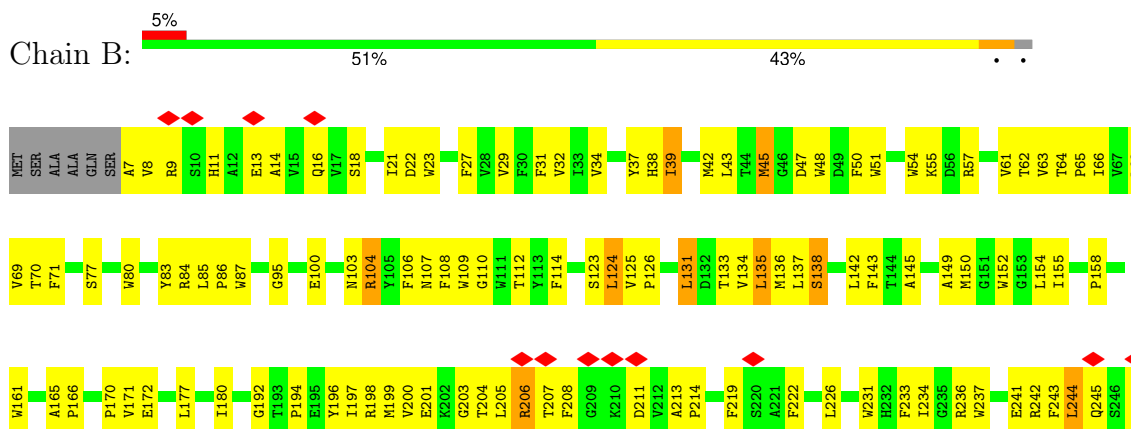 5%
Chain B:
51% 43% • •
MET SER ALA ALA GLN SER A7 V8 R9 S10 H11 A12 E13 A14 V15 Q16 V17 S18 I21 D22 W23 F27 V28 V29 F30 F31 V32 I33 V34 Y37 H38 I39 M42 L43 T44 M45 G46 D47 W48 D49 F50 W51 W54 K55 D56 R57 V61 T62 V63 T64 P65 I66 V67
V69 T70 F71 S77 W80 Y83 R84 L85 P86 W87 G95 E100 N103 R104 Y105 F106 N107 F108 W109 G110 W111 T112 Y113 F114 S123 L124 V125 P126 L131 D132 T133 V134 L135 M136 L137 S138 L142 F143 T144 A145 A149 M150 G151 W152 G153 L154 I155 P158
W161 A165 P166 P170 V171 E172 L177 I180 G192 T193 P194 E195 Y196 I197 R198 M199 V200 E201 K202 G203 T204 L205 R206 T207 F208 G209 K210 D211 V212 A213 P214 F219 S220 A221 F222 L226 W231 H232 F233 I234 G235 R236 W237 E241 R242 F243 L244 Q245 S246